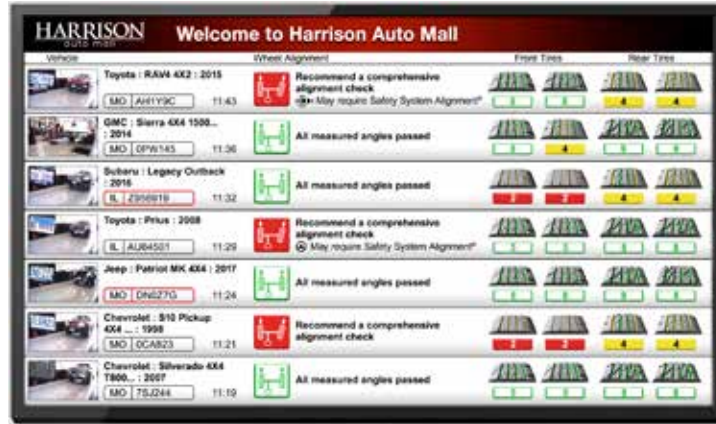 HARRISON
auto mall
Welcome to Harrison Auto Mall
Vehicle
Wheel Alignment
Front Tires
Rear Tires
Toyota : RAV4 4X2 : 2015
MO
11:43
Recommend a comprehensive
alignment check
May require Safety System Alignment*
4 4
GMC : Sierra 4X4 1500...
: 2014
MO 0PW145
11:36
All measured angles passed
4
Subaru : Legacy Outback
: 2016
IL
11:32
All measured angles passed
2 2
4 4
Toyota : Prius : 2008
IL
11:29
Recommend a comprehensive
alignment check
May require Safety System Alignment*
Jeep : Patriot MK 4X4 : 2017
MO
11:24
All measured angles passed
Chevrolet : S10 Pickup
4X4 ... : 1998
MO 0CA823
11:21
Recommend a comprehensive
alignment check
2 2
4 4
Chevrolet : Silverado 4X4
: 2007
MO 7SJ244
11:19
All measured angles passed